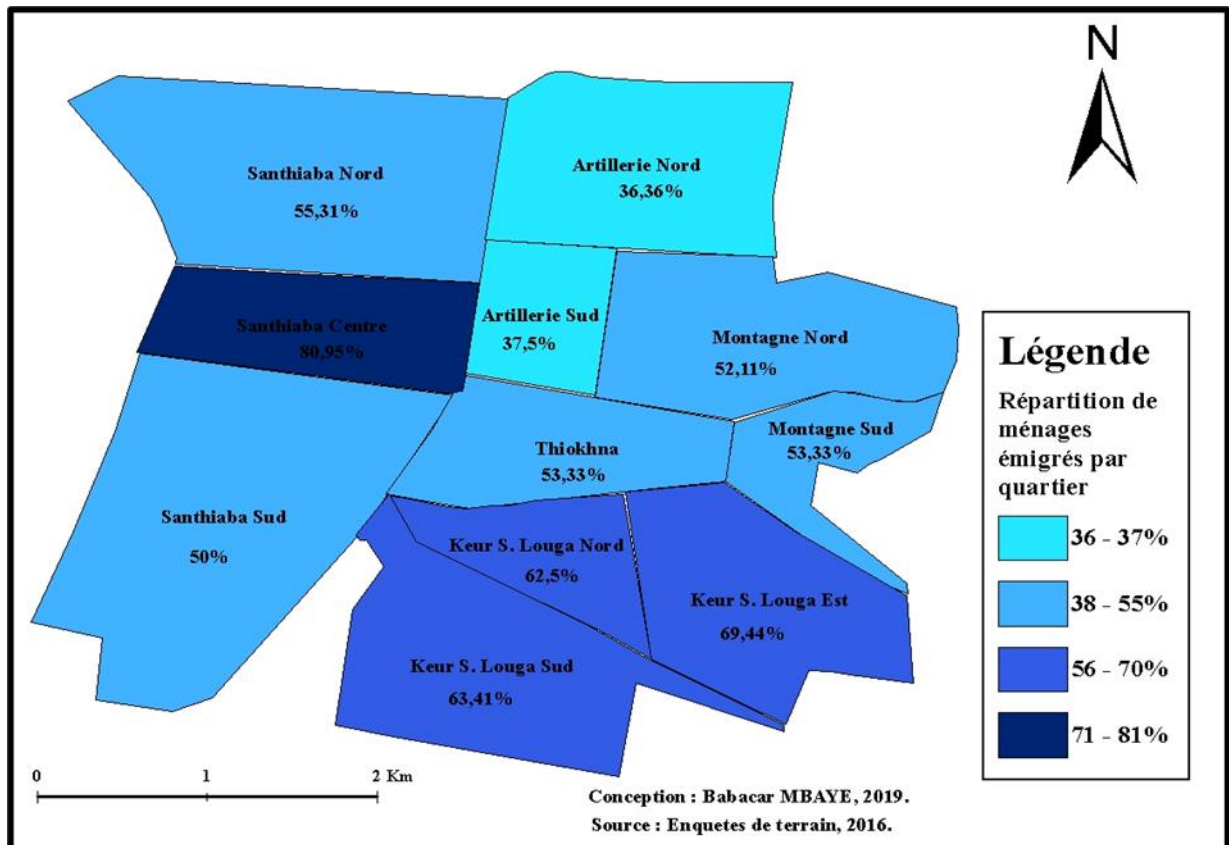 N
Santhiaba Nord
55,31%
Artillerie Nord
36,36%
Santhiaba Centre
80,95%
Artillerie Sud
37,5%
Montagne Nord
52,11%
Montagne Sud
53,33%
Thiokhna
53,33%
Santhiaba Sud
50%
Keur S. Louga Nord
62,5%
Keur S. Louga Est
69,44%
Keur S. Louga Sud
63,41%
Légende
Répartition de
ménages
émigrés par
quartier
36 - 37%
38 - 55%
56 - 70%
71 - 81%
0 1 2 Km
Conception : Babacar MBAYE, 2019.
Source : Enquetes de terrain, 2016.